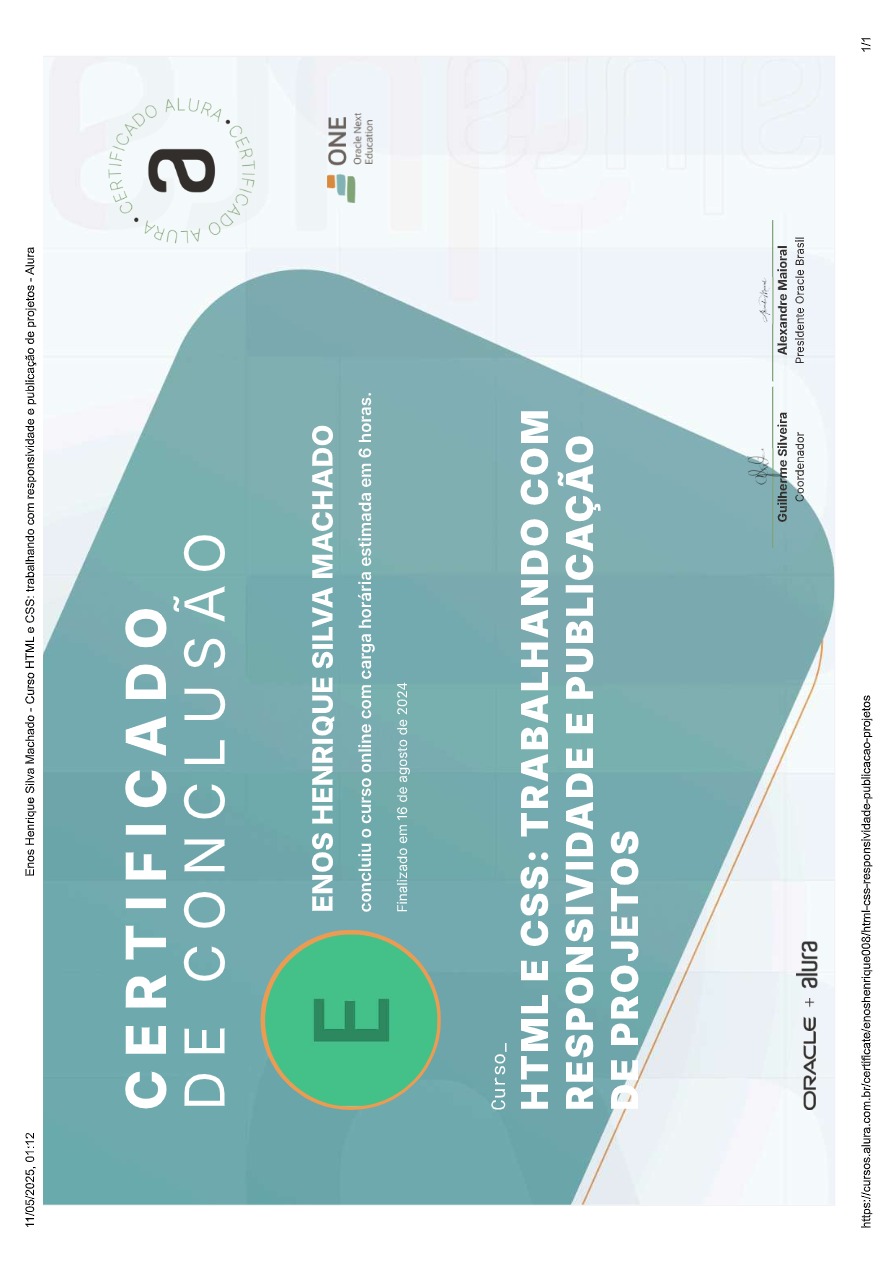 11/05/2025, 01:12
Enos Henrique Silva Machado - Curso HTML e CSS: trabalhando com responsividade e publicação de projetos - Alura
CERTIFICADO
DE CONCLUSÃO
CERTIFICADO ALURA • CERTIFICADO ALURA •
a
E
ENOS HENRIQUE SILVA MACHADO
concluiu o curso online com carga horária estimada em 6 horas.
Finalizado em 16 de agosto de 2024
ONE
Oracle Next
Education
Curso_
HTML E CSS: TRABALHANDO COM
RESPONSIVIDADE E PUBLICAÇÃO
DE PROJETOS
alura
Guilherme Silveira
Coordenador
Alexandre Maioral
Presidente Oracle Brasil
ORACLE + alura
https://cursos.alura.com.br/certificate/enoshenrique008/html-css-responsividade-publicacao-projetos
1/1